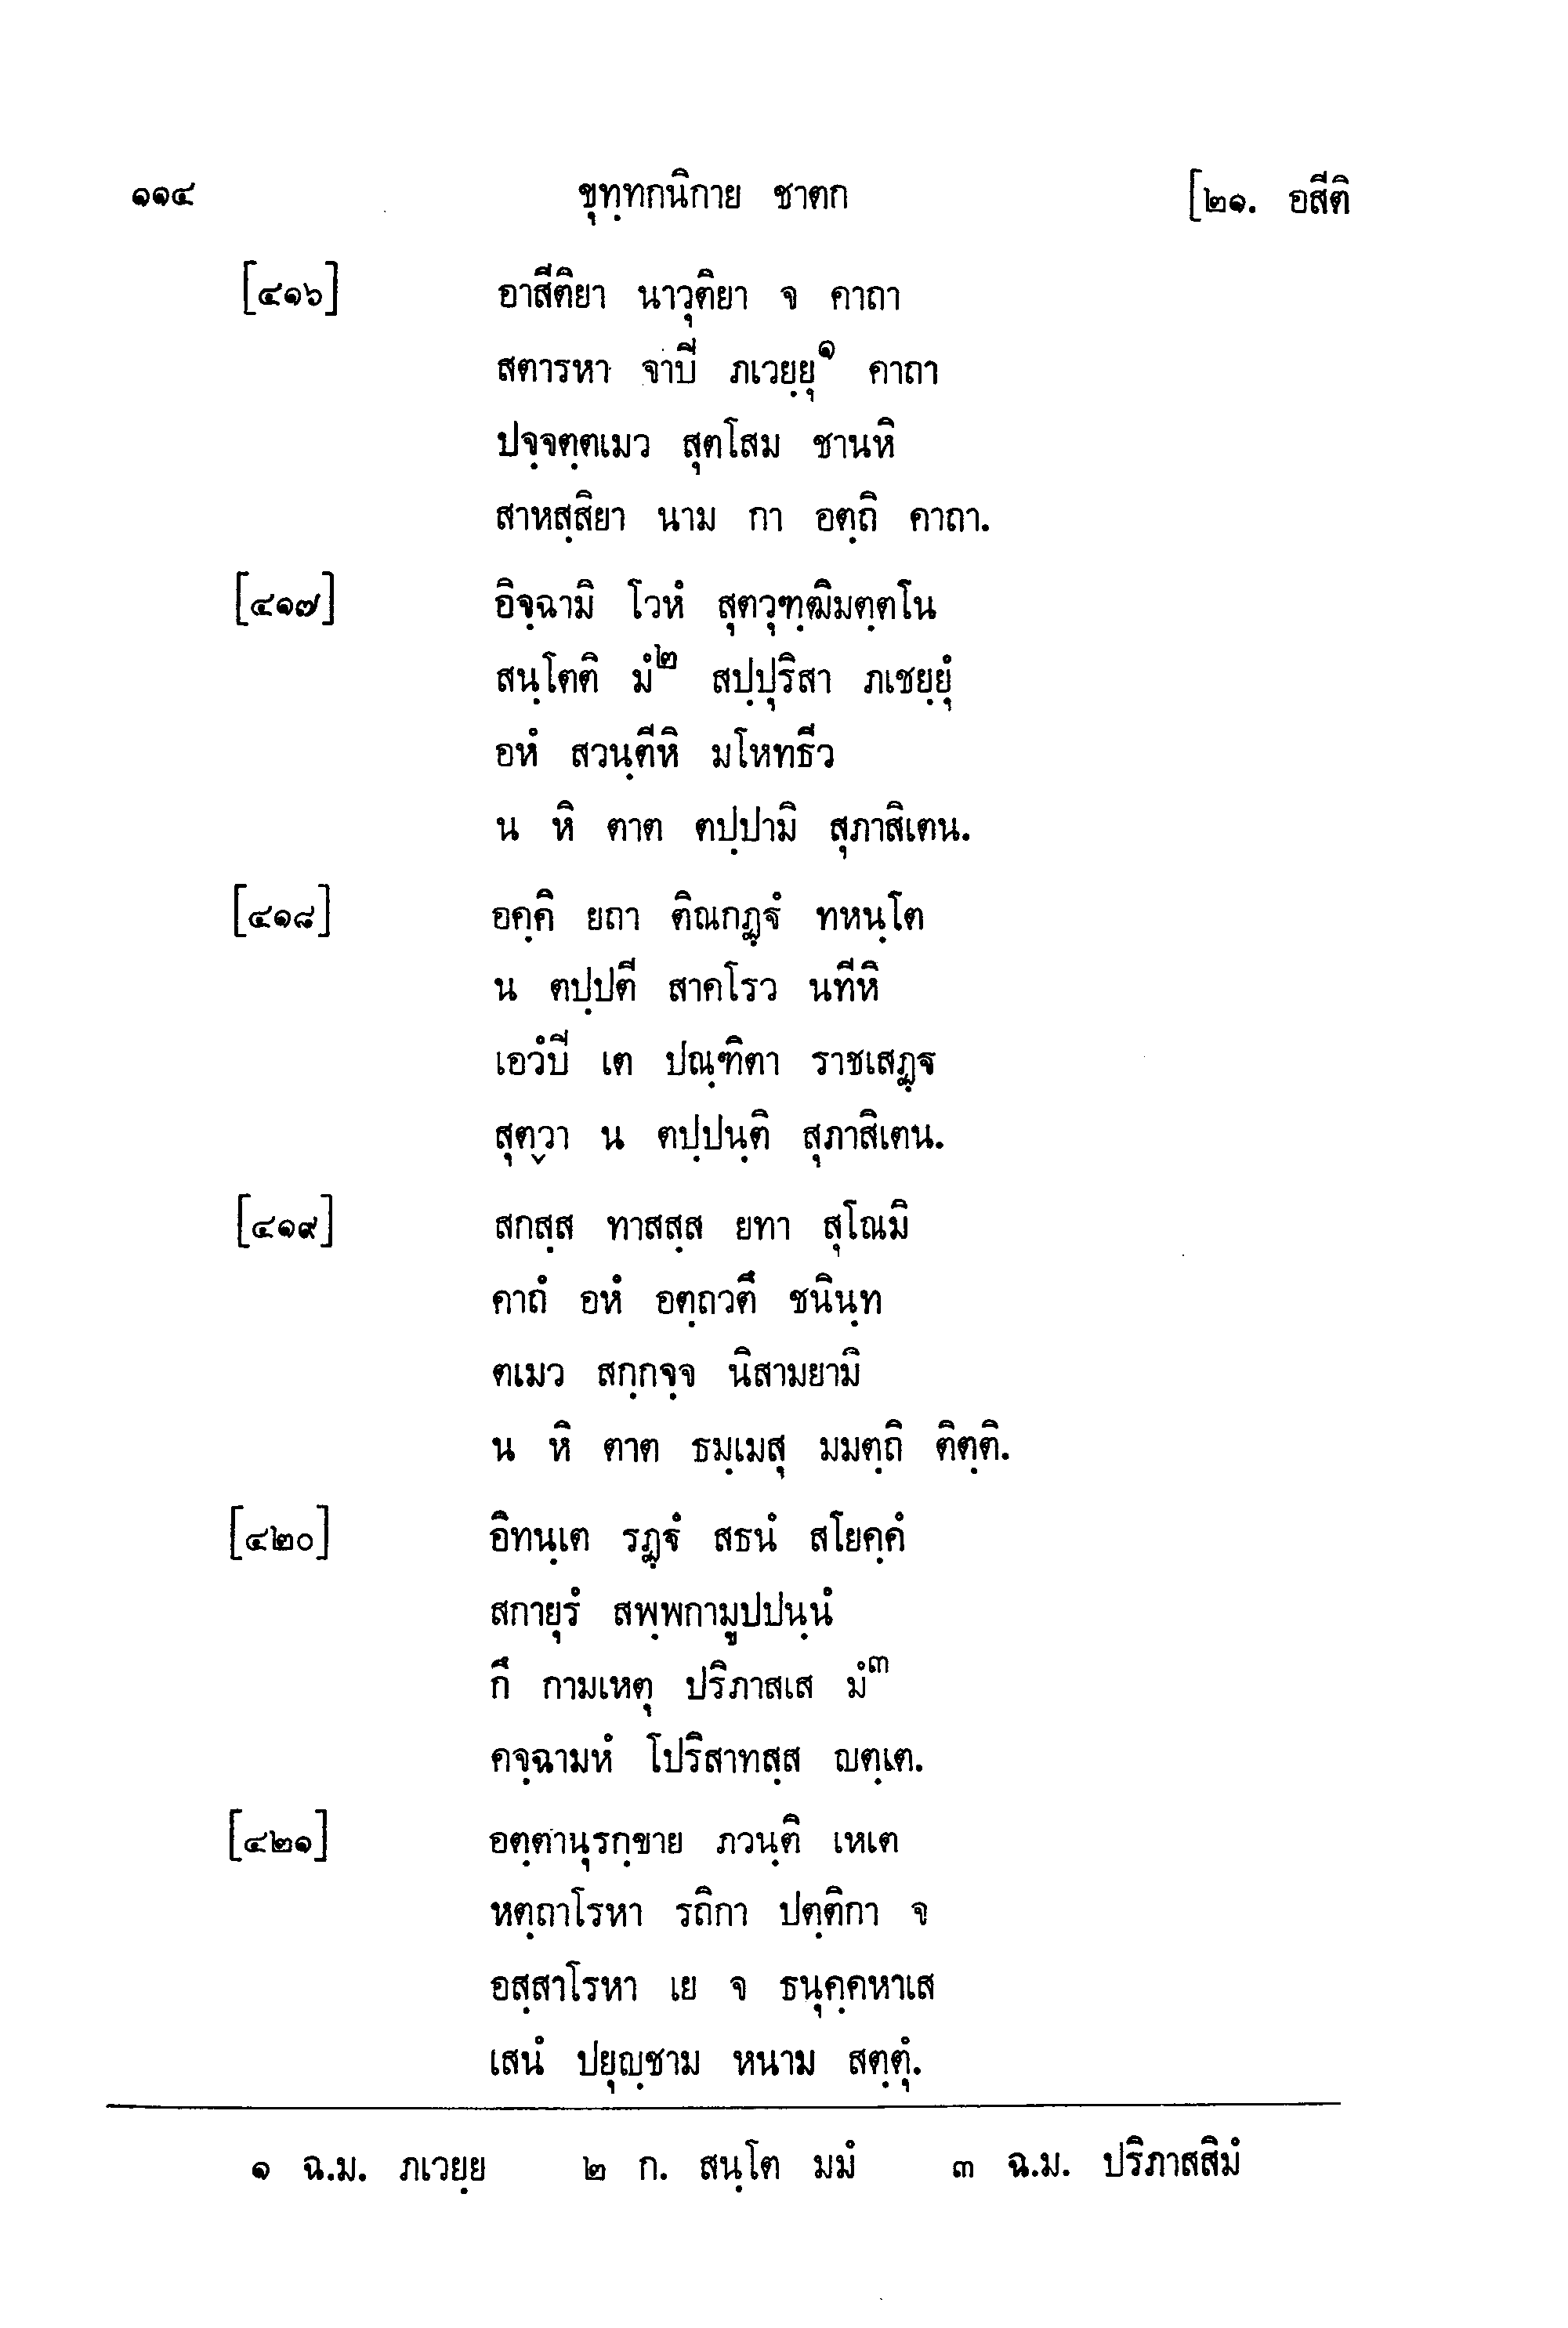 ๑๑๔ ขุทฺทกนิกาย ชาตก [๒๑. อสีติ
[๔๑๖] อาสีติยา นาวุติยา จ คาถา
สตารหา จาปี ภเวยฺยุ๑ คาถา
ปจฺจตฺตเมว สุตโสม ชานหิ
สาหสฺสิยา นาม กา อตฺถิ คาถา.
[๔๑๗] อิจฺฉามิ โวหํ สุตวุฑฺฒิมตฺตโน
สนฺโตติ มํ๒ สปฺปุริสา ภเชยฺยุํ
อหํ สวนฺตีหิ มโหทธีว
น หิ ตาต ตปฺปามิ สุภาสิเตน.
[๔๑๘] อคฺคิ ยถา ติณกฏฺฐํ ทหนฺโต
น ตปฺปตี สาคโรว นทีหิ
เอวํปี เต ปณฺฑิตา ราชเสฏฺฐ
สุตฺวา น ตปฺปนฺติ สุภาสิเตน.
[๔๑๙] สกสฺส ทาสสฺส ยทา สุโณมิ
คาถํ อหํ อตฺถวตึ ชนินฺท
ตเมว สกฺกจฺจ นิสามยามิ
น หิ ตาต ธมฺเมสุ มมตฺถิ ติตฺติ.
[๔๒๐] อิทนฺเต รฏฺฐํ สธนํ สโยคฺคํ
สกายุรํ สพฺพกามูปปนฺนํ
กึ กามเหตุ ปริภาสเส มํ๓
คจฺฉามหํ โปริสาทสฺส ญตฺเต.
[๔๒๑] อตฺตานุรกฺขาย ภวนฺติ เหเต
หตฺถาโรหา รถิกา ปตฺติกา จ
อสฺสาโรหา เย จ ธนุคฺคหาเส
เสนํ ปยุญฺชาม หนาม สตฺตุํ.
๑ ฉ.ม. ภเวยฺย ๒ ก. สนฺโต มมํ ๓ ฉ.ม. ปริภาสสิมํ